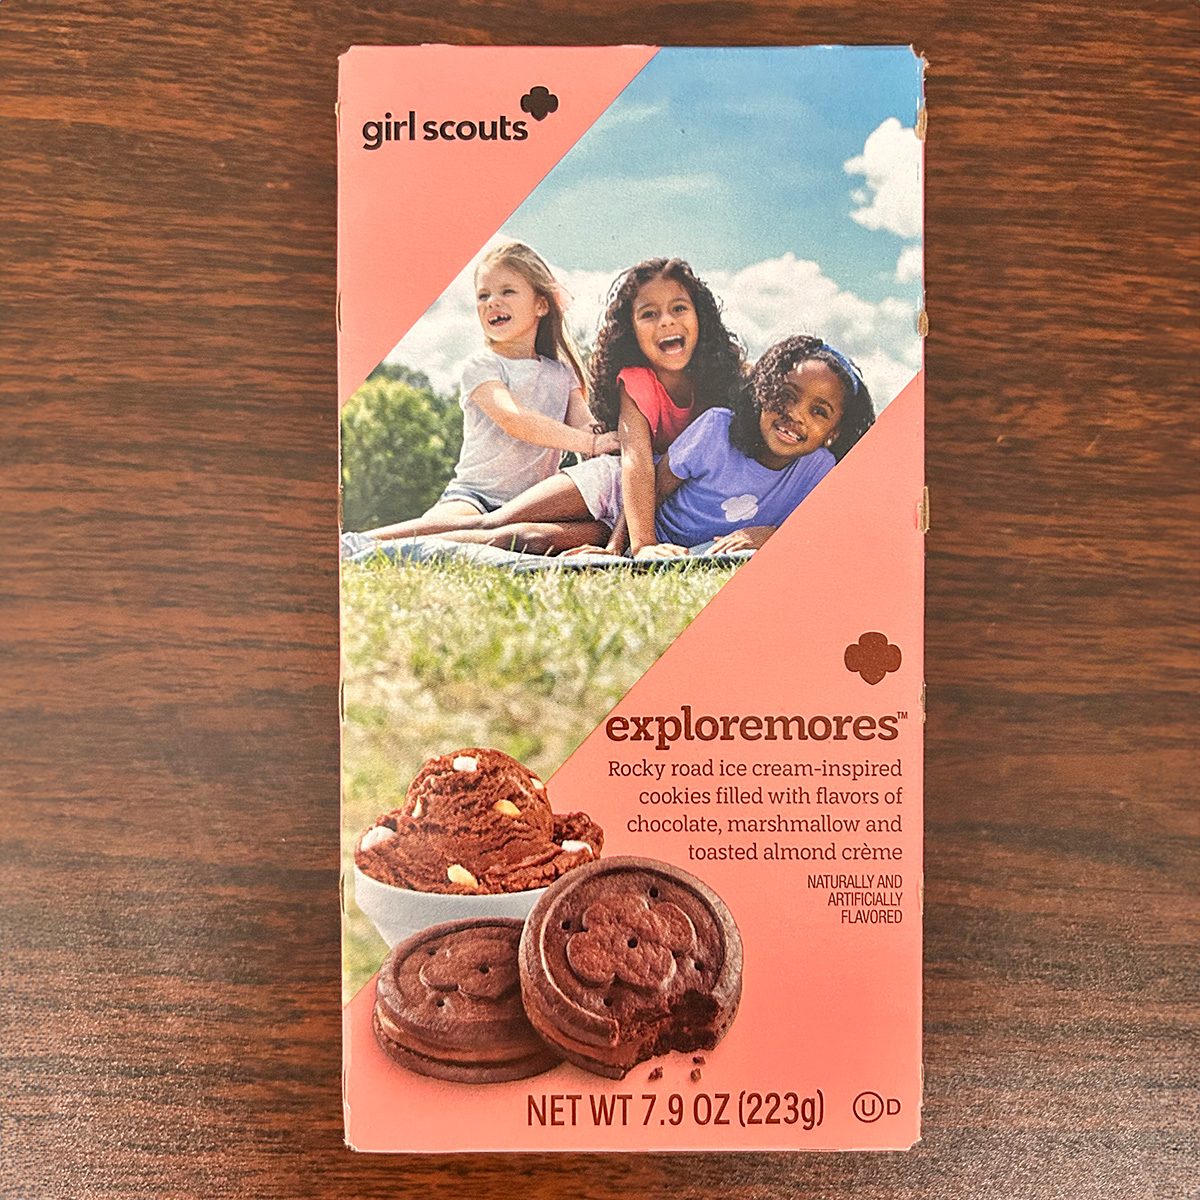 girl scouts
exploremores™
Rocky road ice cream-inspired
cookies filled with flavors of
chocolate, marshmallow and
toasted almond crème
NATURALLY AND
ARTIFICIALLY
FLAVORED
NET WT 7.9 OZ (223g) Ⓤ D